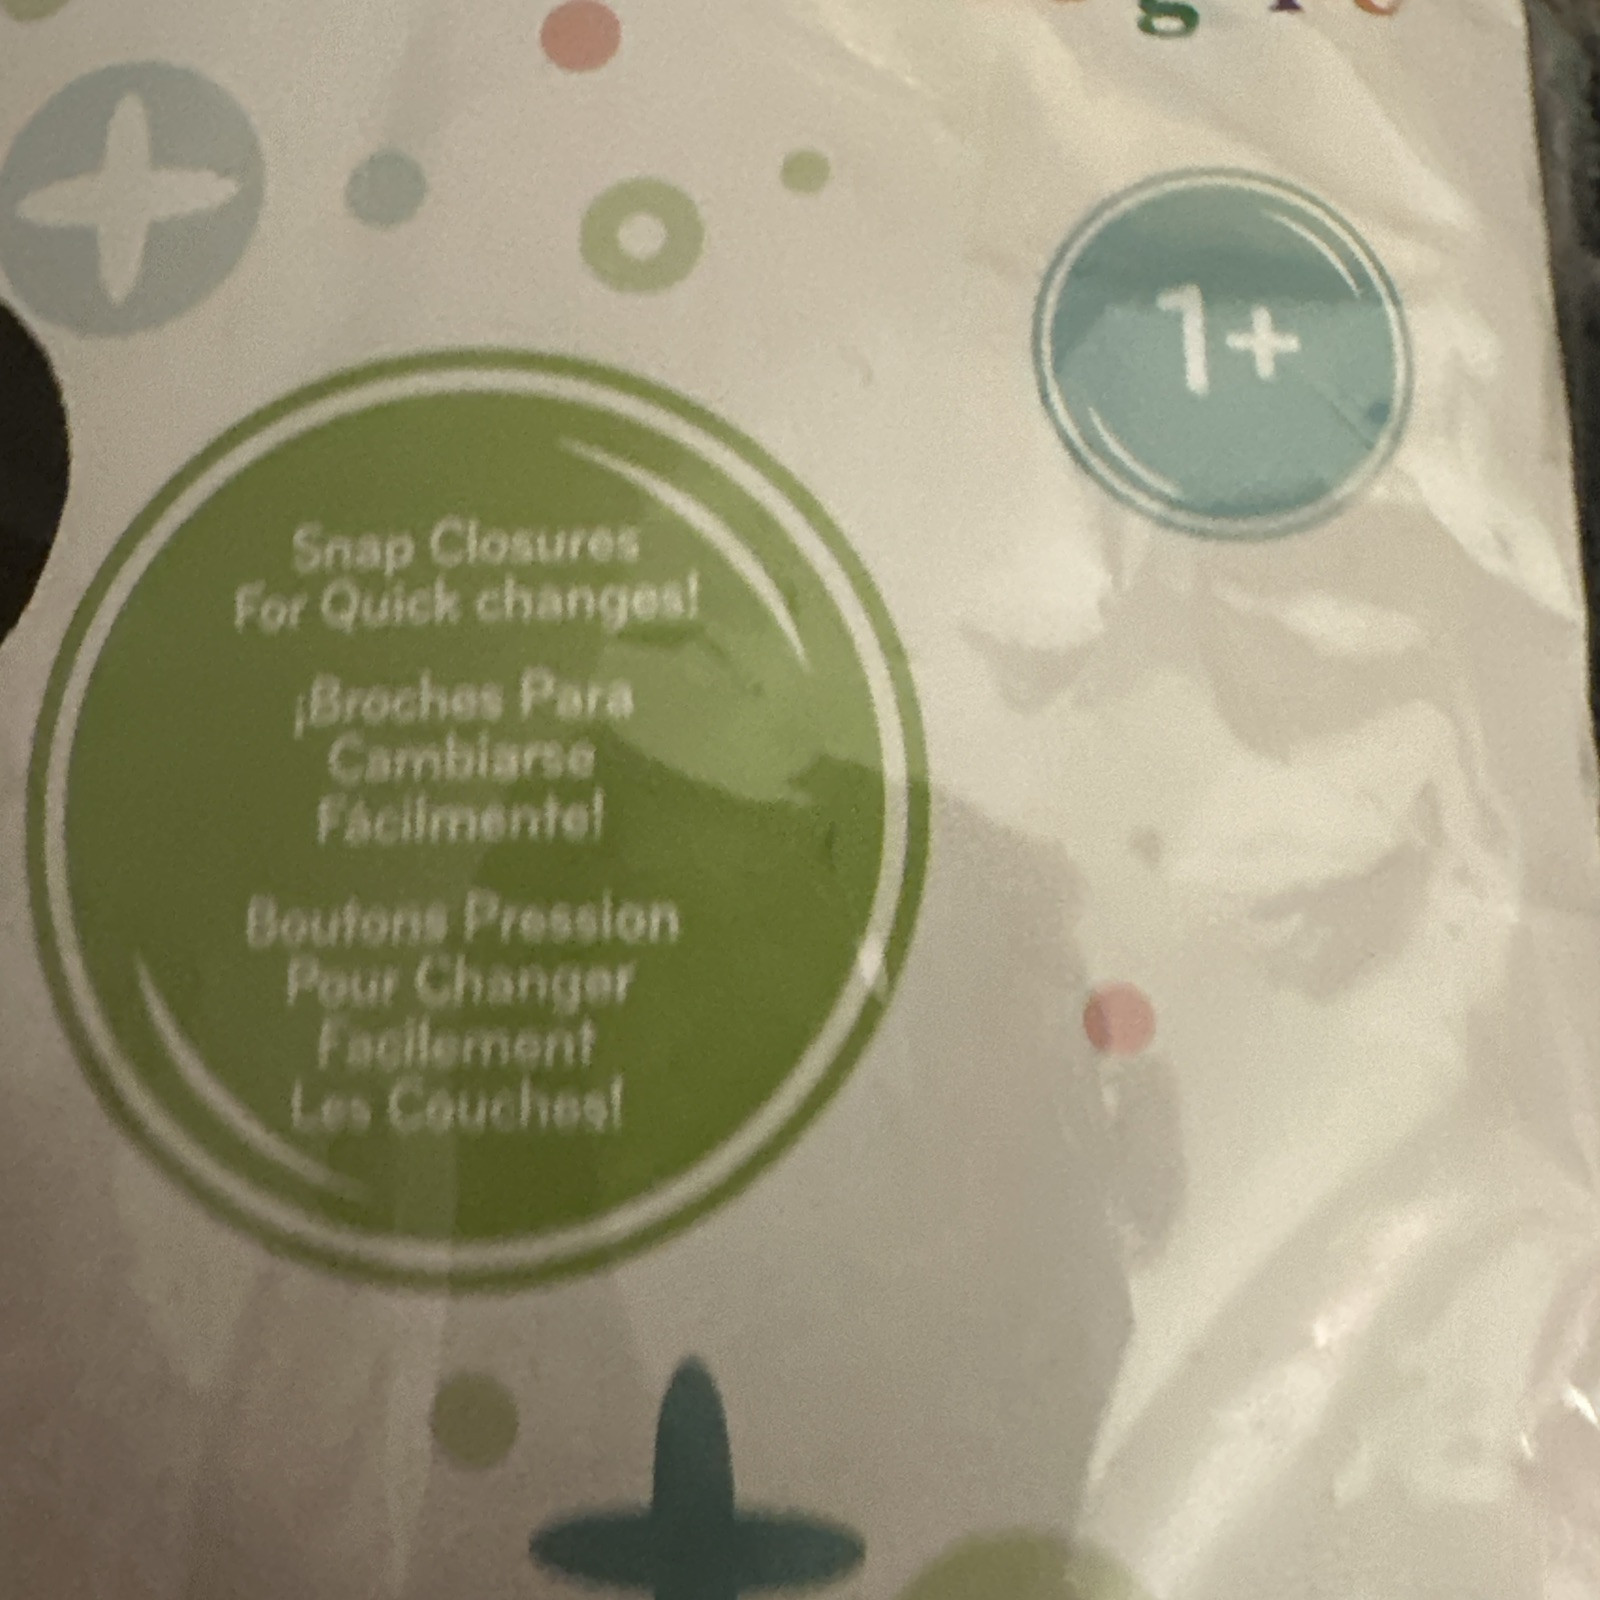 1+
Snap Closures
For Quick changes!
¡Broches Para
Cambiarse
Fácilmente!
Boutons Pression
Pour Changer
Facilement
Les Couches!